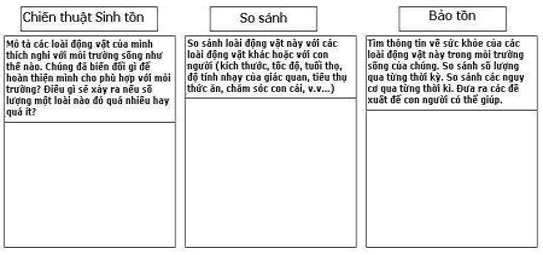 Chiến thuật Sinh tồn
Mô tả các loài động vật của mình
thích nghi với môi trường sống như
thế nào. Chúng đã biến đổi gì để
hoàn thiện mình cho phù hợp với môi
trường? Điều gì sẽ xảy ra nếu số
lượng một loài nào đó quá nhiều hay
quá ít?
So sánh
So sánh loài động vật này với các
loài động vật khác hoặc với con
người (kích thước, tốc độ, tuổi thọ,
độ tính nhạy của giác quan, tiêu thụ
thức ăn, chăm sóc con cái, v.v...)
Bảo tồn
Tìm thông tin về sức khỏe của các
loài động vật này trong môi trường
sống của chúng. So sánh số lượng
qua từng thời kỳ. So sánh các nguy
cơ qua từng thời kì. Đưa ra các đề
xuất để con người có thể giúp.